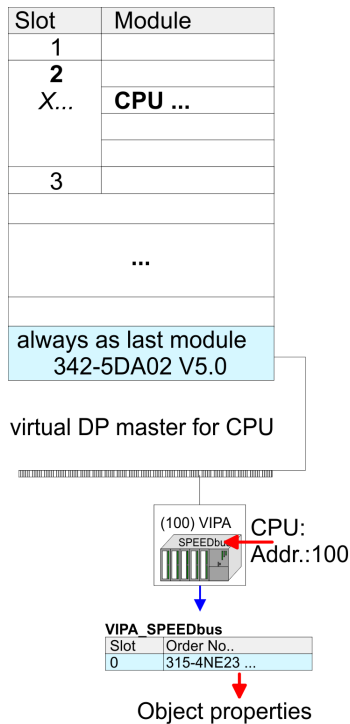 Slot Module
1
2
X... CPU ...
3
...
always as last module
342-5DA02 V5.0
virtual DP master for CPU
(100) VIPA
SPEEDbus
CPU:
Addr.:100
VIPA_SPEEDbus
Slot Order No..
0 315-4NE23 ...
Object properties